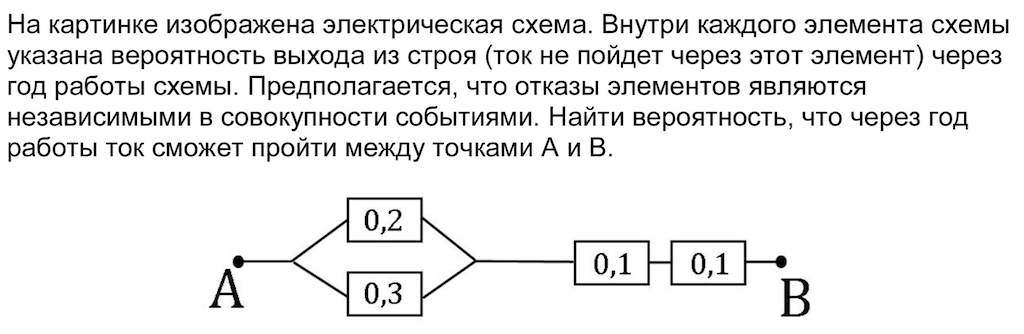 На картинке изображена электрическая схема. Внутри каждого элемента схемы
указана вероятность выхода из строя (ток не пойдет через этот элемент) через
год работы схемы. Предполагается, что отказы элементов являются
независимыми в совокупности событиями. Найти вероятность, что через год
работы ток сможет пройти между точками А и В.
0,2
0,1 0,1
A 0,3 B